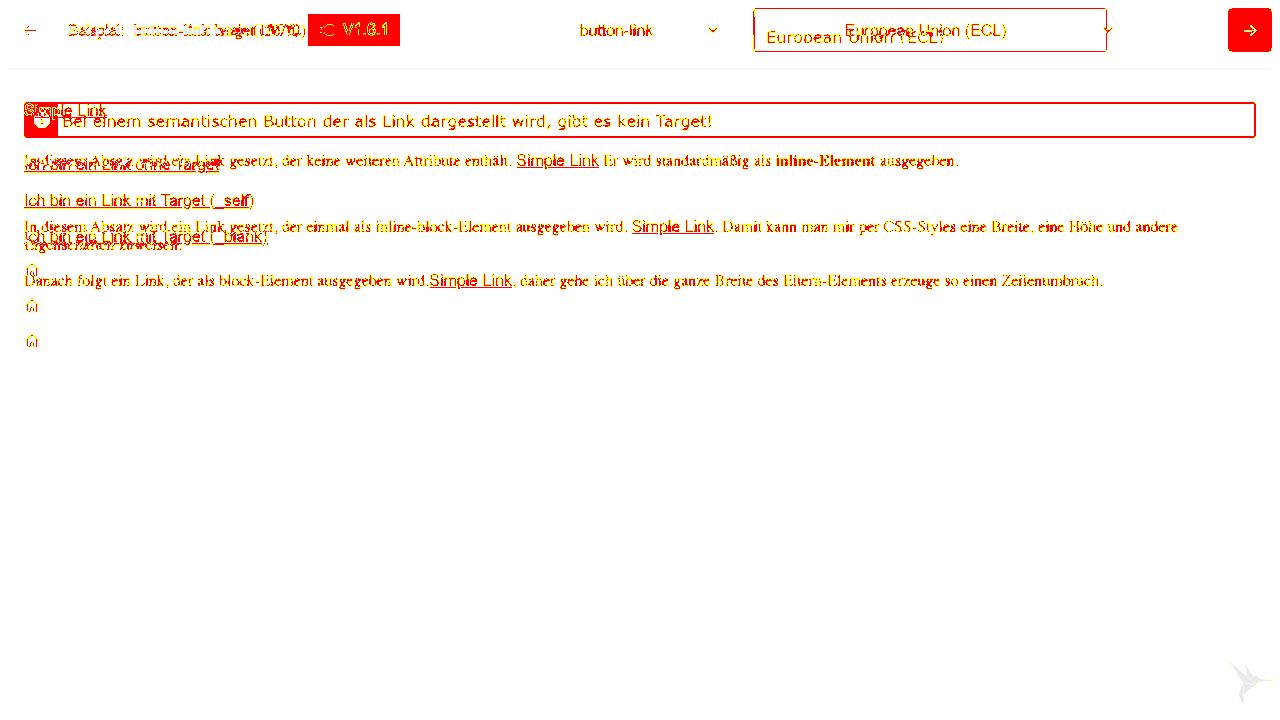 Beispiel: button-link
V1.6.1
button-link
European Union (ECL)
European Union (ECL)
Simple Link
Bei einem semantischen Button der als Link dargestellt wird, gibt es kein Target!
In diesem Absatz wird ein Link gesetzt, der keine weiteren Attribute enthält. Simple Link Er wird standardmäßig als inline-Element ausgegeben.
Ich bin ein Link ohne Target
Ich bin ein Link mit Target (_self)
In diesem Absatz wird ein Link gesetzt, der einmal als inline-block-Element ausgegeben wird. Simple Link. Damit kann man mir per CSS-Styles eine Breite, eine Höhe und andere
Eigenschaften zuweisen.
Ich bin ein Link mit Target (_blank)
Danach folgt ein Link, der als block-Element ausgegeben wird.Simple Link, daher gehe ich über die ganze Breite des Eltern-Elements erzeuge so einen Zeilenumbruch.